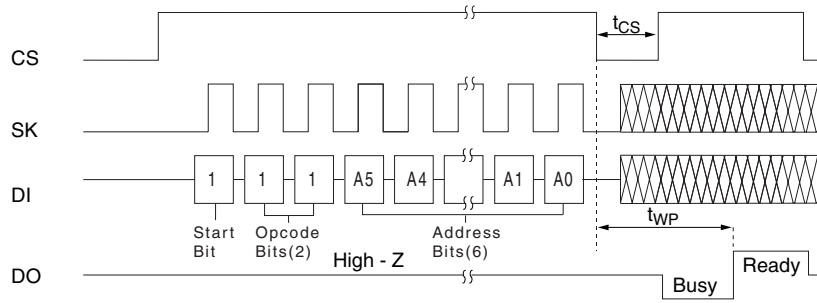 CS
tCS
SK
DI
1 1 1 A5 A4 A1 A0
Start
Bit
Opcode
Bits(2)
Address
Bits(6)
tWP
DO
High - Z
Busy
Ready